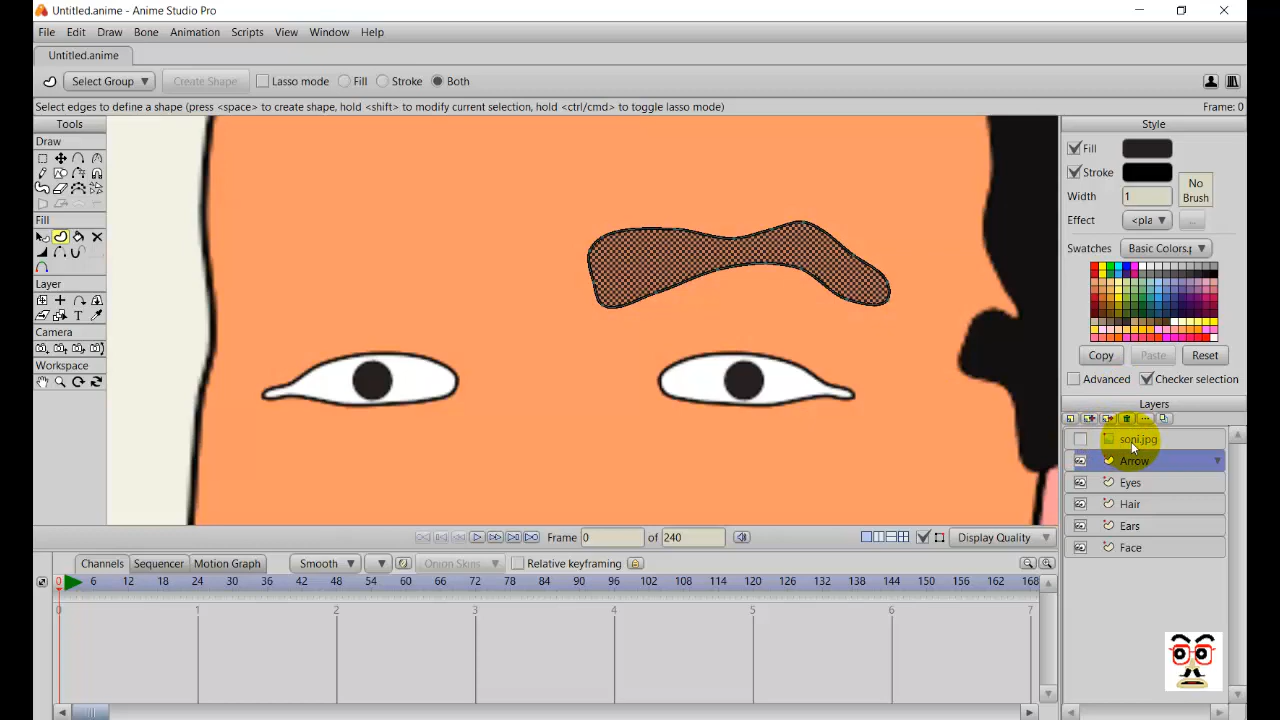 Untitled.anime - Anime Studio Pro
File Edit Draw Bone Animation Scripts View Window Help
Untitled.anime
Select Group Create Shape Lasso mode Fill Stroke Both
Select edges to define a shape (press <space> to create shape, hold <shift> to modify current selection, hold <ctrl/cmd> to toggle lasso mode) Frame: 0
Tools
Draw
Fill
Layer
Camera
Workspace
Style
Fill
Stroke
Width 1
No Brush
Effect <pla ...
Swatches Basic Colors.p
Copy Paste Reset
Advanced Checker selection
Layers
soni.jpg
Arrow
Eyes
Hair
Ears
Face
Frame 0 of 240 Display Quality
Channels Sequencer Motion Graph Smooth Onion Skins Relative keyframing
0 6 12 18 24 30 36 42 48 54 60 66 72 78 84 90 96 102 108 114 120 126 132 138 144 150 156 162 168
0 1 2 3 4 5 6 7